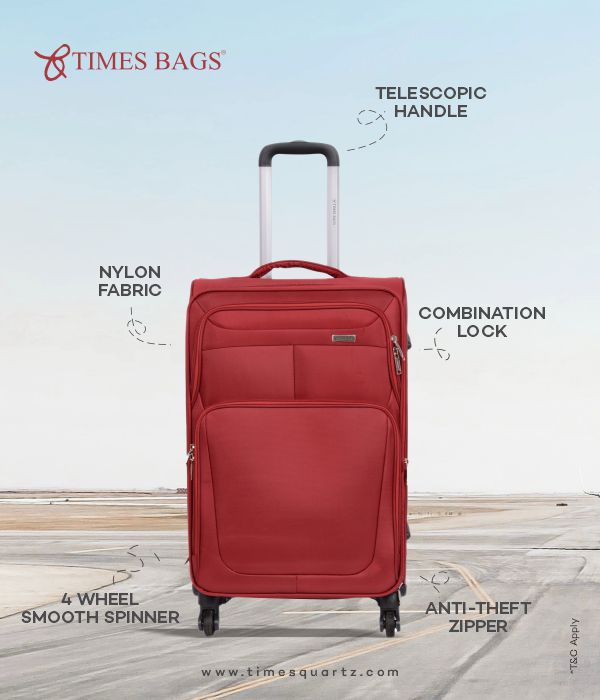 TIMES BAGS®
TELESCOPIC
HANDLE
NYLON
FABRIC
COMBINATION
LOCK
4 WHEEL
SMOOTH SPINNER
ANTI-THEFT
ZIPPER
*T&C Apply
www.timesquartz.com